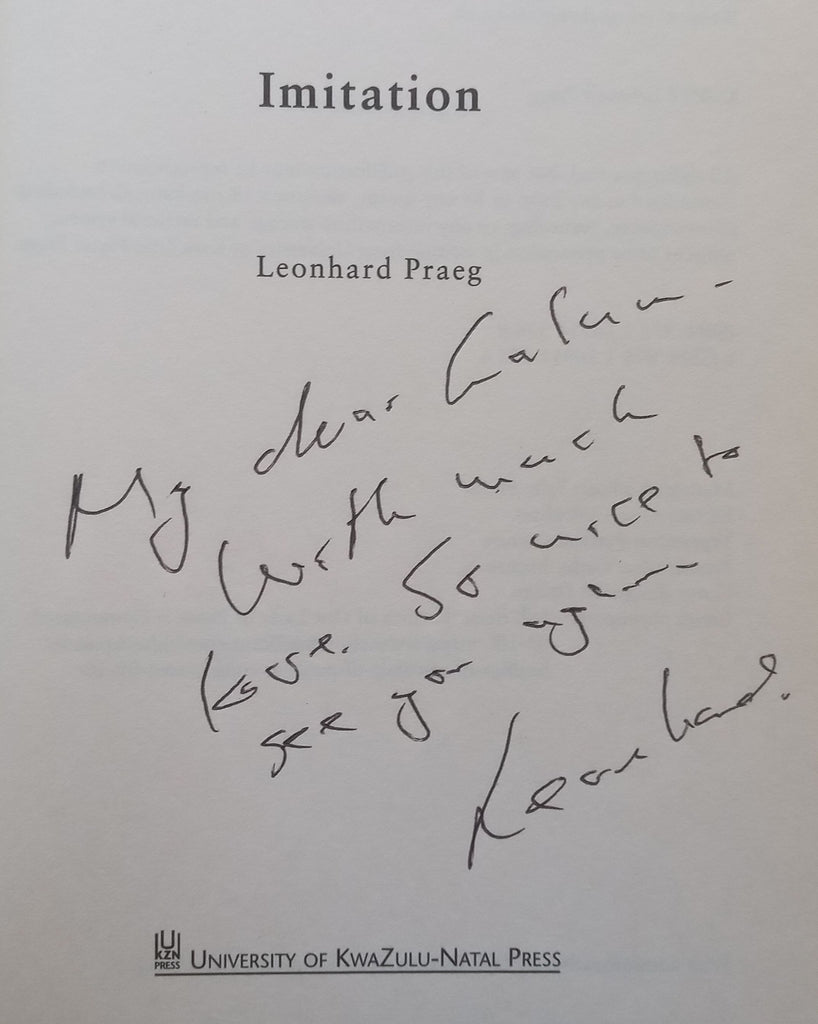 Imitation
Leonhard Praeg
My dear Calum -
With much
love. So nice to
see you again -
Leonhard.
UKZN PRESS
UNIVERSITY OF KWAZULU-NATAL PRESS